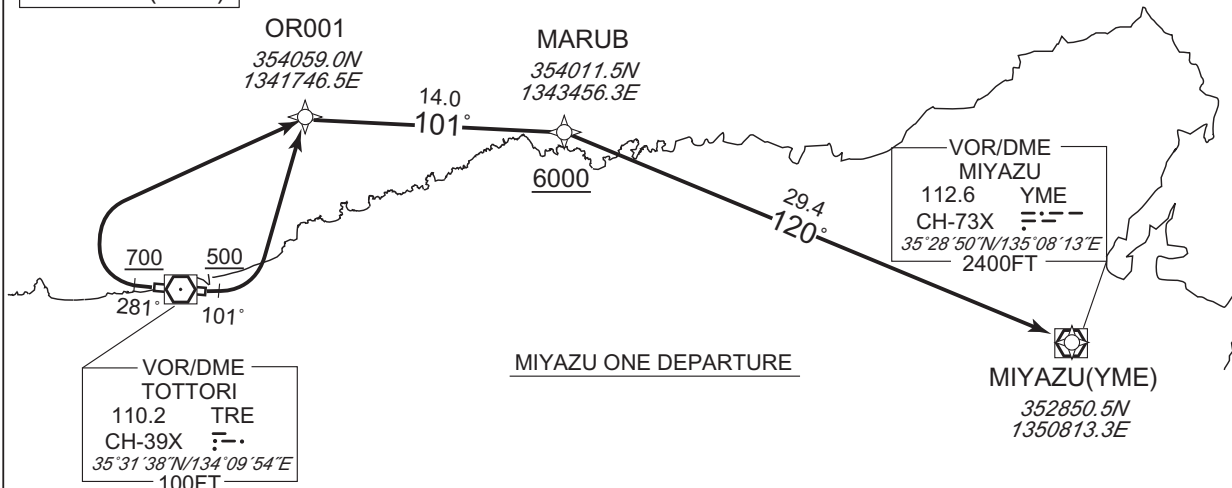 OR001
354059.0N
1341746.5E
MARUB
354011.5N
1343456.3E
14.0
101°
6000
29.4
120°
VOR/DME
MIYAZU
112.6 YME
CH-73X
35°28´50˝N/135°08´13˝E
2400FT
700
500
281°
101°
VOR/DME
TOTTORI
110.2 TRE
CH-39X
35°31´38˝N/134°09´54˝E
100FT
MIYAZU ONE DEPARTURE
MIYAZU(YME)
352850.5N
1350813.3E